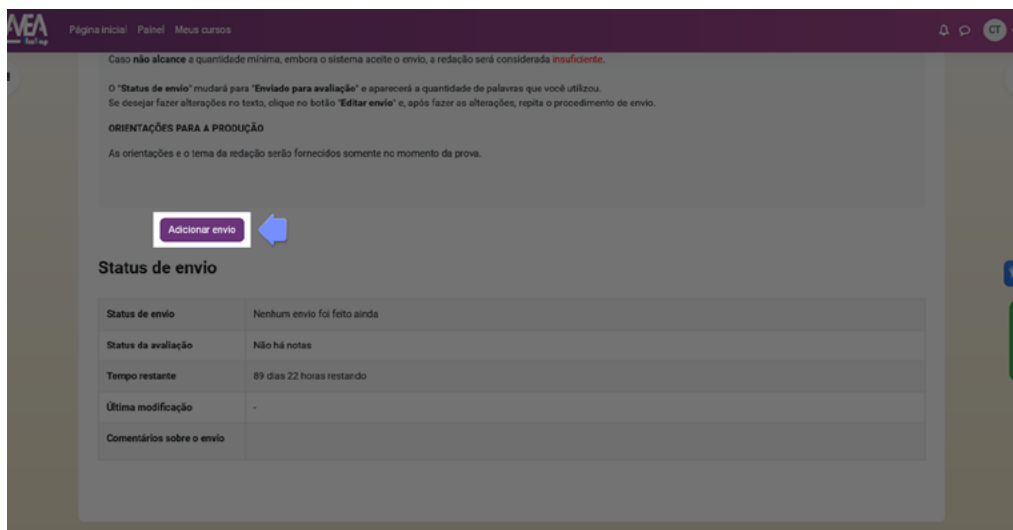 AVEA
fatap
Página inicial Painel Meus cursos
CT
Caso não alcance a quantidade mínima, embora o sistema aceite o envio, a redação será considerada insuficiente.
O "Status de envio" mudará para "Enviado para avaliação" e aparecerá a quantidade de palavras que você utilizou.
Se desejar fazer alterações no texto, clique no botão "Editar envio" e, após fazer as alterações, repita o procedimento de envio.
ORIENTAÇÕES PARA A PRODUÇÃO
As orientações e o tema da redação serão fornecidos somente no momento da prova.
Adicionar envio
Status de envio
Status de envio Nenhum envio foi feito ainda
Status da avaliação Não há notas
Tempo restante 89 dias 22 horas restando
Última modificação -
Comentários sobre o envio